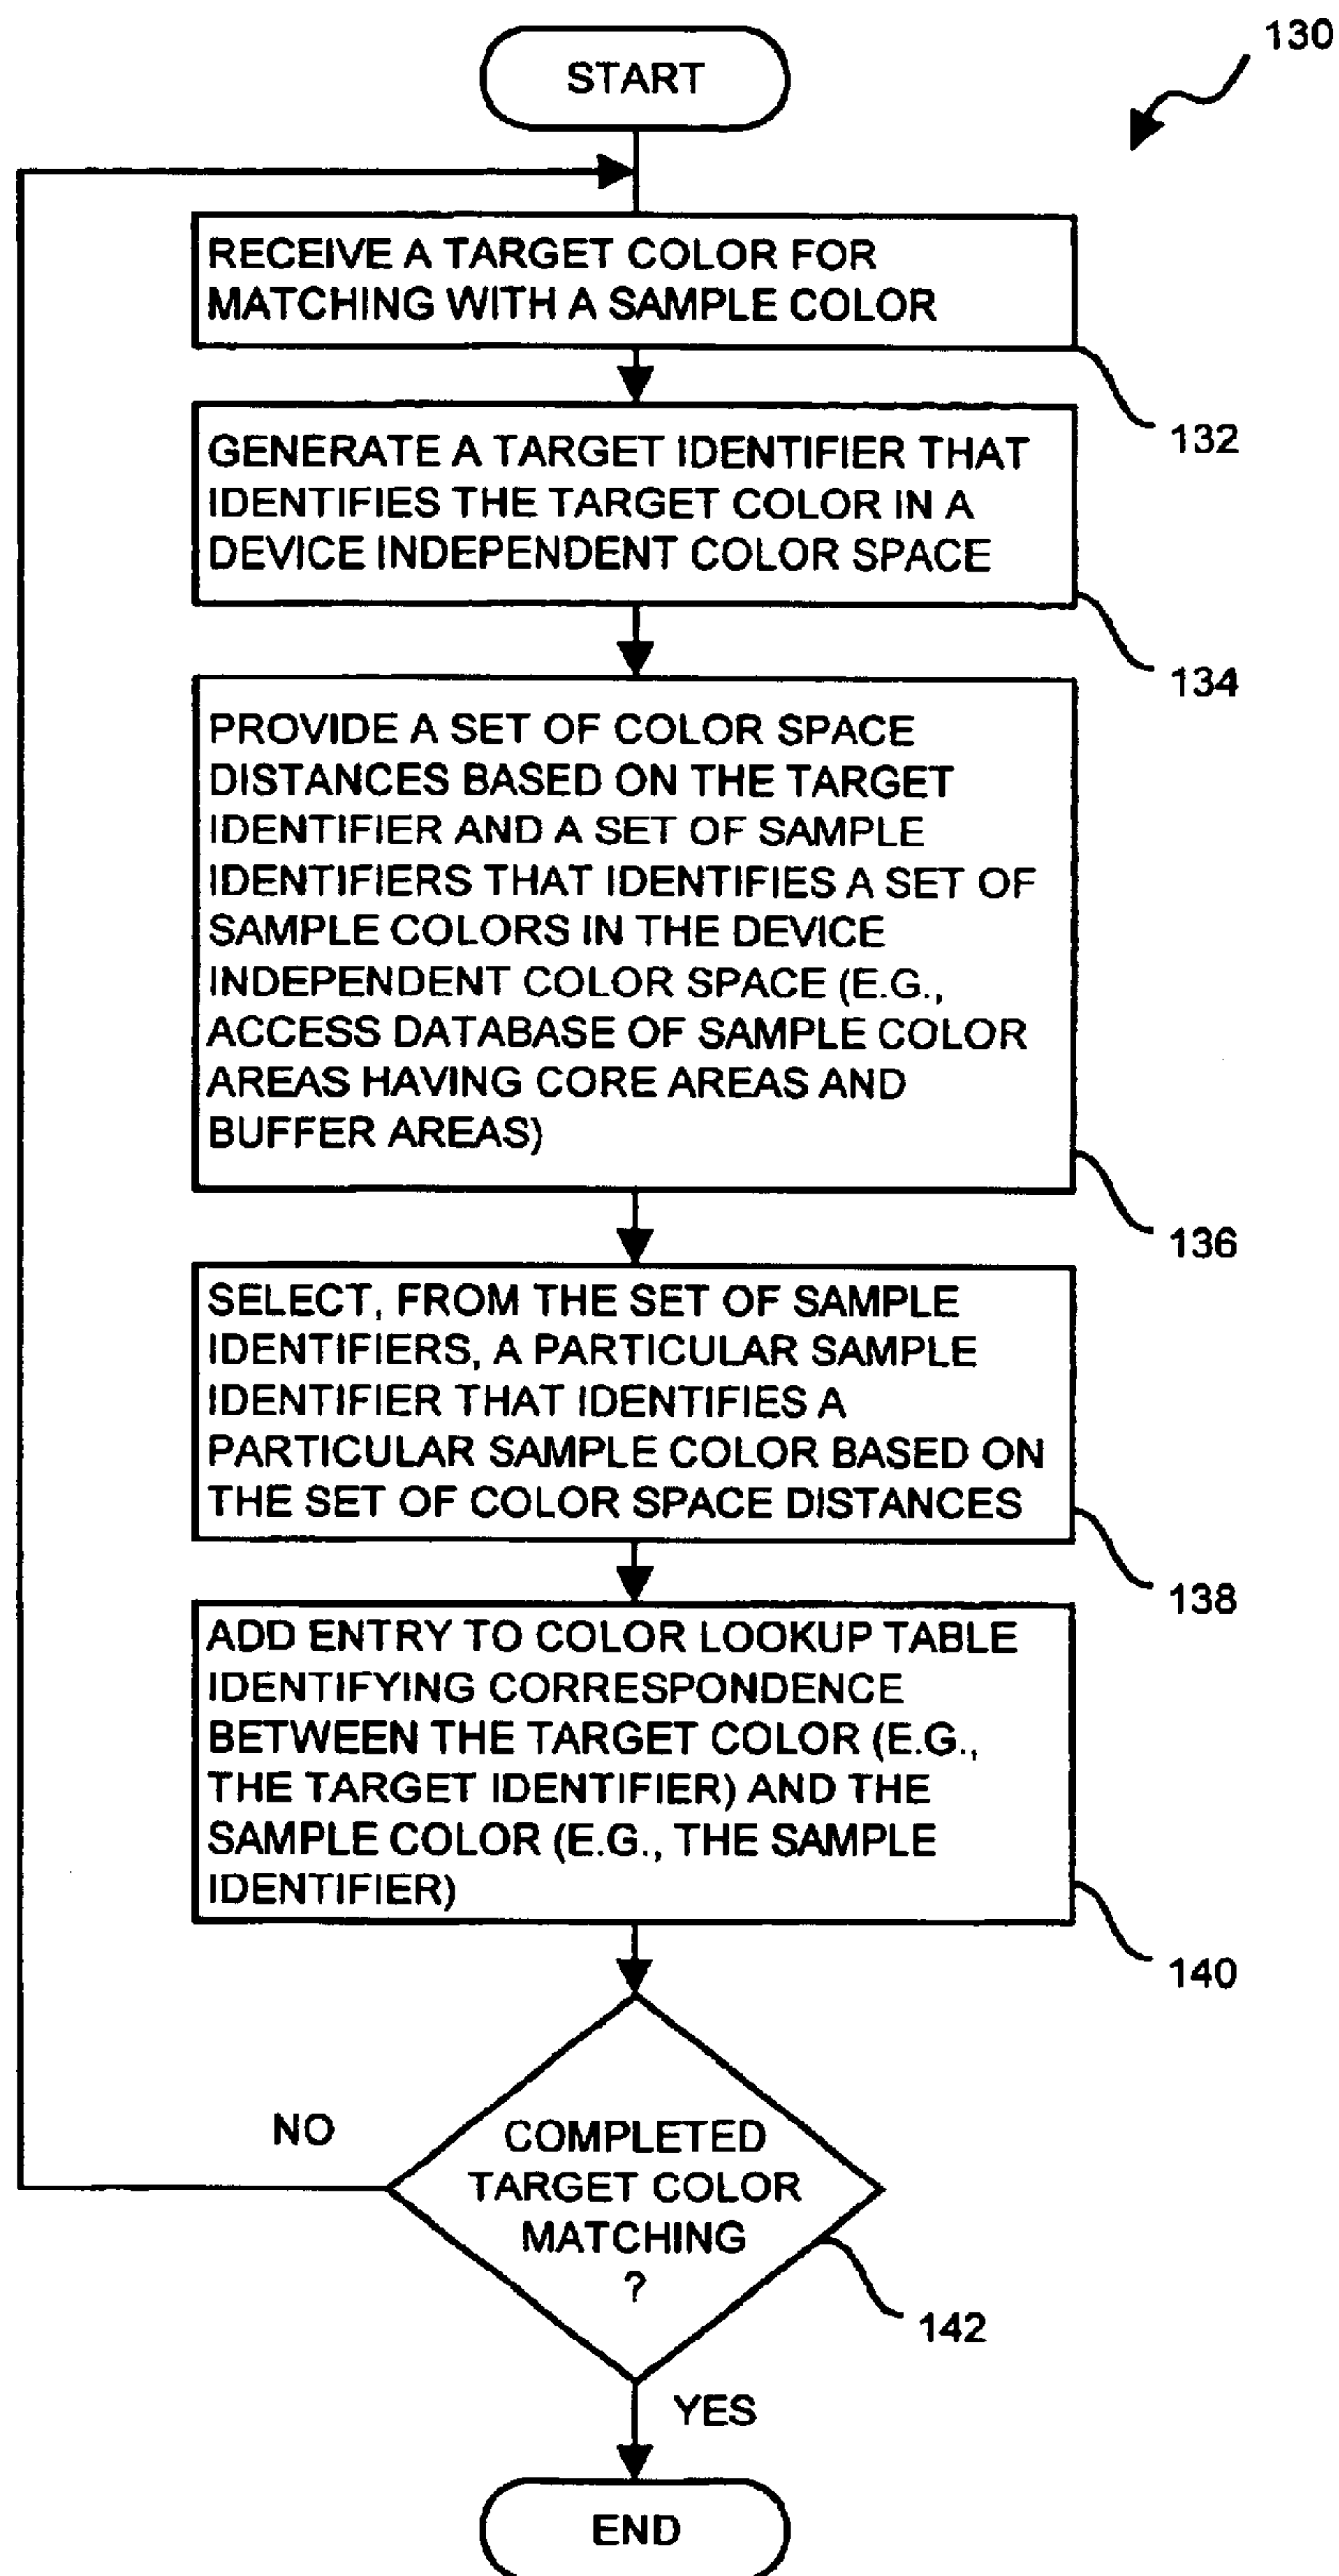 130
START
RECEIVE A TARGET COLOR FOR
MATCHING WITH A SAMPLE COLOR
132
GENERATE A TARGET IDENTIFIER THAT
IDENTIFIES THE TARGET COLOR IN A
DEVICE INDEPENDENT COLOR SPACE
134
PROVIDE A SET OF COLOR SPACE
DISTANCES BASED ON THE TARGET
IDENTIFIER AND A SET OF SAMPLE
IDENTIFIERS THAT IDENTIFIES A SET OF
SAMPLE COLORS IN THE DEVICE
INDEPENDENT COLOR SPACE (E.G.,
ACCESS DATABASE OF SAMPLE COLOR
AREAS HAVING CORE AREAS AND
BUFFER AREAS)
136
SELECT, FROM THE SET OF SAMPLE
IDENTIFIERS, A PARTICULAR SAMPLE
IDENTIFIER THAT IDENTIFIES A
PARTICULAR SAMPLE COLOR BASED ON
THE SET OF COLOR SPACE DISTANCES
138
ADD ENTRY TO COLOR LOOKUP TABLE
IDENTIFYING CORRESPONDENCE
BETWEEN THE TARGET COLOR (E.G.,
THE TARGET IDENTIFIER) AND THE
SAMPLE COLOR (E.G., THE SAMPLE
IDENTIFIER)
140
NO
COMPLETED
TARGET COLOR
MATCHING
?
142
YES
END